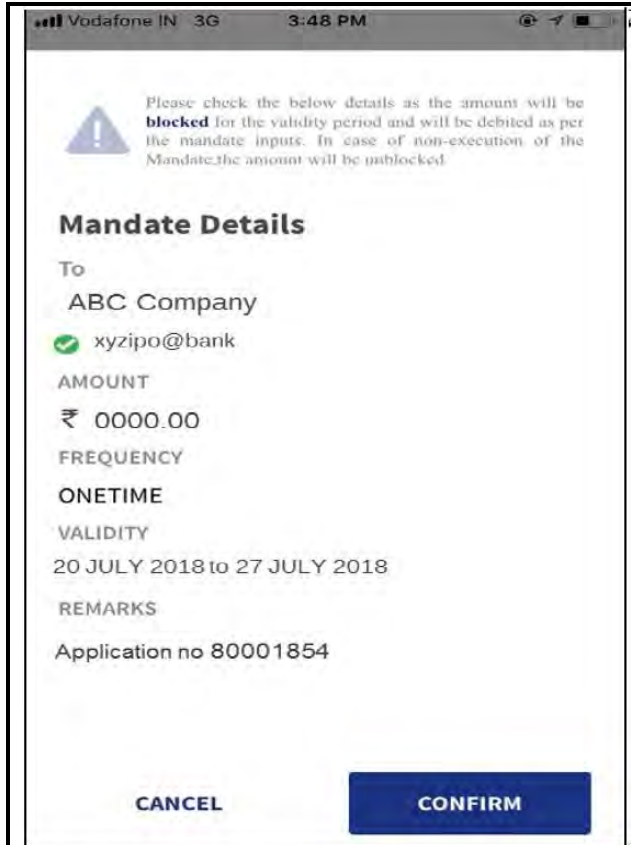 Vodafone IN 3G 3:48 PM
Please check the below details as the amount will be
blocked for the validity period and will be debited as per
the mandate inputs. In case of non-execution of the
Mandate,the amount will be unblocked.
Mandate Details
To
ABC Company
xyzipo@bank
AMOUNT
₹ 0000.00
FREQUENCY
ONETIME
VALIDITY
20 JULY 2018 to 27 JULY 2018
REMARKS
Application no 80001854
CANCEL CONFIRM